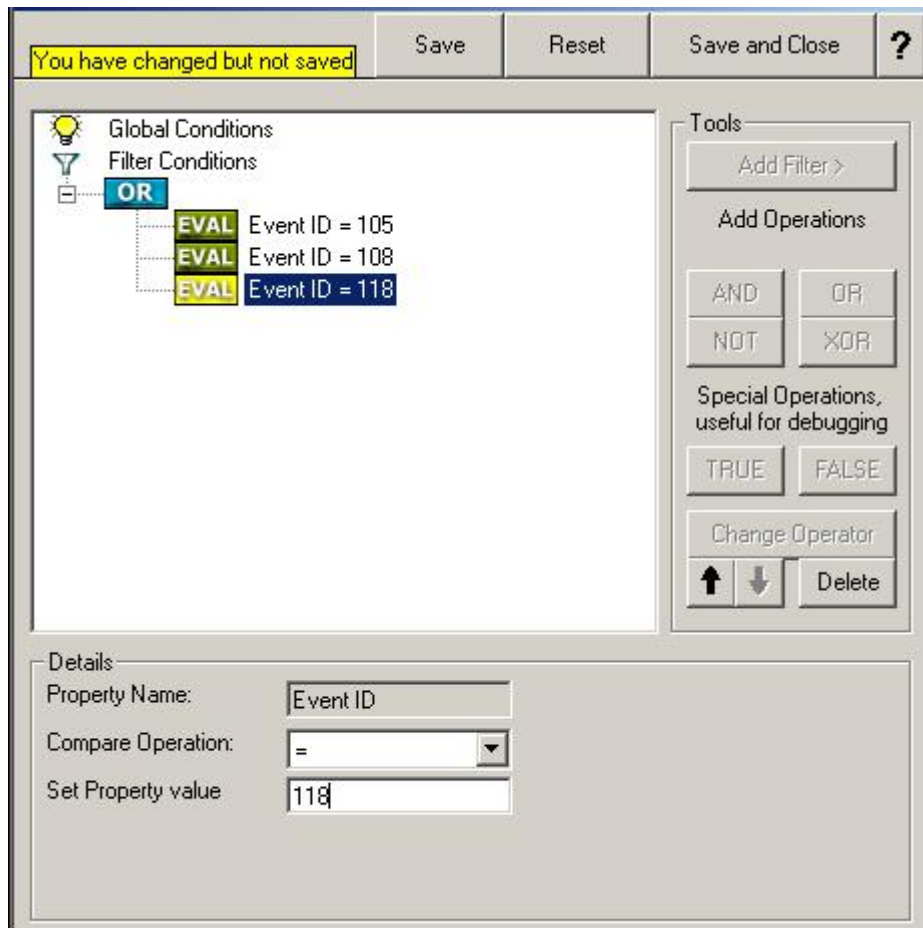 You have changed but not saved
Save
Reset
Save and Close
?
Global Conditions
Filter Conditions
OR
EVAL Event ID = 105
EVAL Event ID = 108
EVAL Event ID = 118
Tools
Add Filter >
Add Operations
AND
OR
NOT
XOR
Special Operations,
useful for debugging
TRUE
FALSE
Change Operator
Delete
Details
Property Name:
Event ID
Compare Operation:
=
Set Property value
118